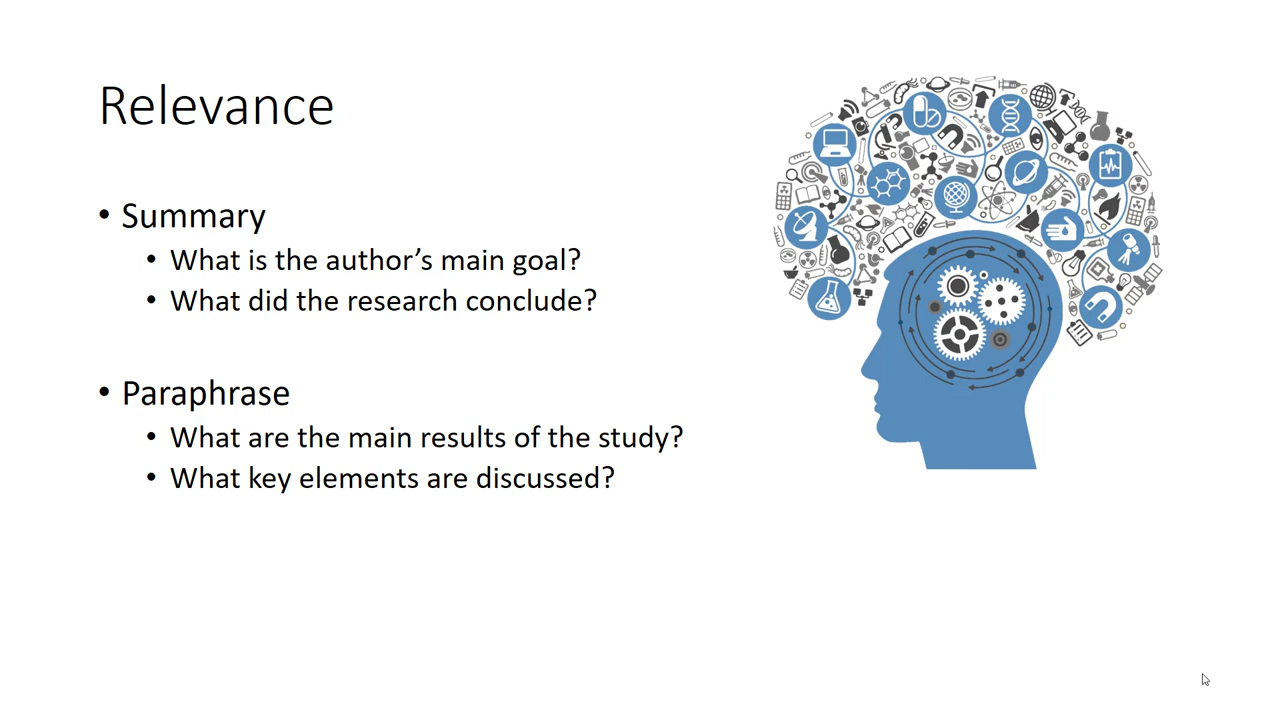 Relevance
• Summary
• What is the author’s main goal?
• What did the research conclude?
• Paraphrase
• What are the main results of the study?
• What key elements are discussed?